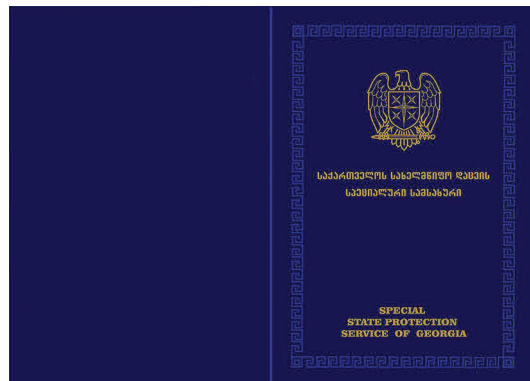 ᲡᲐᲥᲐᲠᲗᲕᲔᲚᲝᲡ ᲡᲐᲮᲔᲚᲛᲬᲘᲤᲝ ᲓᲐᲪᲕᲘᲡ
ᲡᲞᲔᲪᲘᲐᲚᲣᲠᲘ ᲡᲐᲛᲡᲐᲮᲣᲠᲘ
SPECIAL
STATE PROTECTION
SERVICE OF GEORGIA